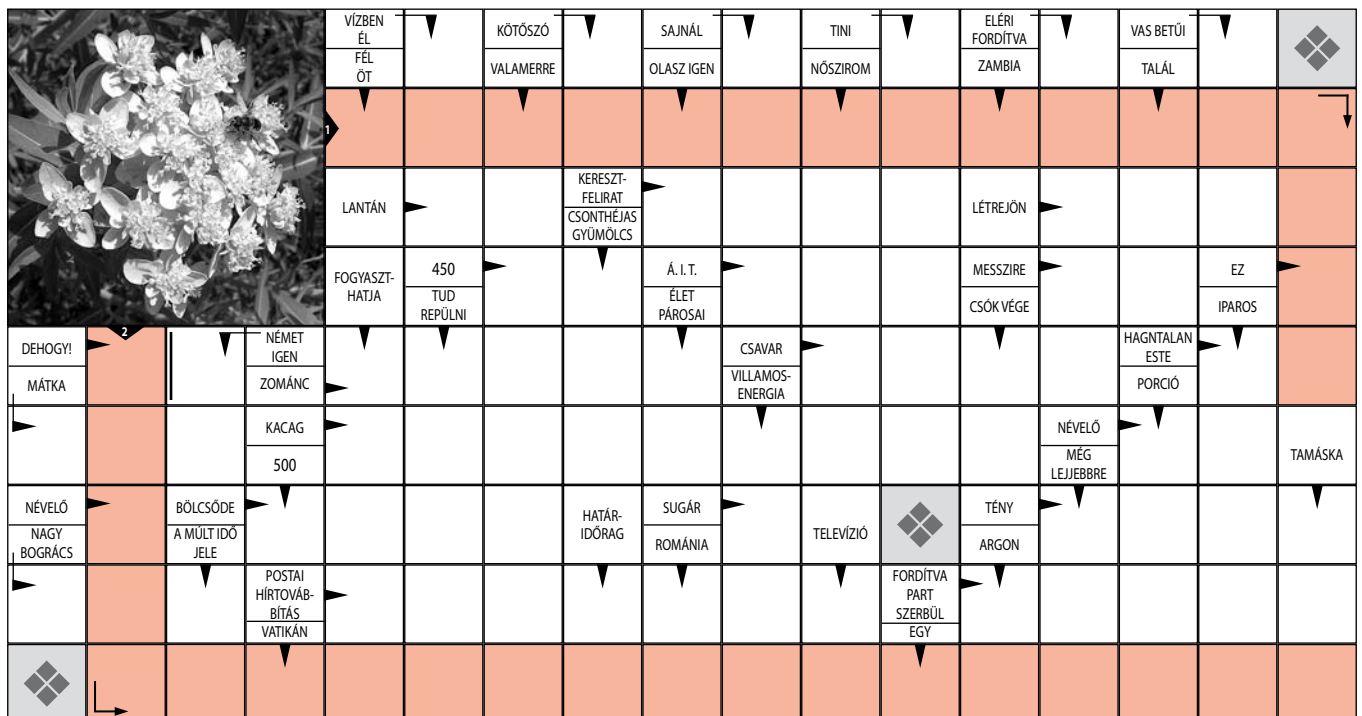 VÍZBEN
ÉL
FÉL
ÖT
KÖTŐSZÓ
VALAMERRE
SAJNÁL
OLASZ IGEN
TINI
NŐSZIROM
ELÉRI
FORDÍTVA
ZAMBIA
VAS BETŰI
TALÁL
1
LANTÁN
KERESZT-
FELIRAT
CSONTHÉJAS
GYÜMÖLCS
LÉTREJÖN
FOGYASZT-
HATJA
450
TUD
REPÜLNI
Á. I. T.
ÉLET
PÁROSAI
MESSZIRE
CSÓK VÉGE
EZ
IPAROS
DEHOGY!
MÁTKA
2
NÉMET
IGEN
ZOMÁNC
CSAVAR
VILLAMOS-
ENERGIA
HAGNTALAN
ESTE
PORCIÓ
KACAG
500
NÉVELŐ
MÉG
LEJJEBBRE
TAMÁSKA
NÉVELŐ
NAGY
BOGRÁCS
BÖLCSŐDE
A MÚLT IDŐ
JELE
HATÁR-
IDŐRAG
SUGÁR
ROMÁNIA
TELEVÍZIÓ
TÉNY
ARGON
POSTAI
HÍRTOVÁB-
BÍTÁS
VATIKÁN
FORDÍTVA
PART
SZERBÜL
EGY